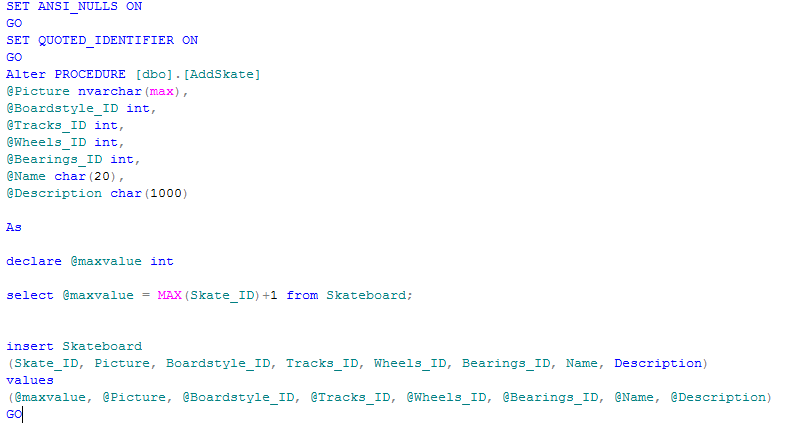 SET ANSI_NULLS ON
GO
SET QUOTED_IDENTIFIER ON
GO
Alter PROCEDURE [dbo].[AddSkate]
@Picture nvarchar(max),
@Boardstyle_ID int,
@Tracks_ID int,
@Wheels_ID int,
@Bearings_ID int,
@Name char(20),
@Description char(1000)
As
declare @maxvalue int
select @maxvalue = MAX(Skate_ID)+1 from Skateboard;
insert Skateboard
(Skate_ID, Picture, Boardstyle_ID, Tracks_ID, Wheels_ID, Bearings_ID, Name, Description)
values
(@maxvalue, @Picture, @Boardstyle_ID, @Tracks_ID, @Wheels_ID, @Bearings_ID, @Name, @Description)
GO